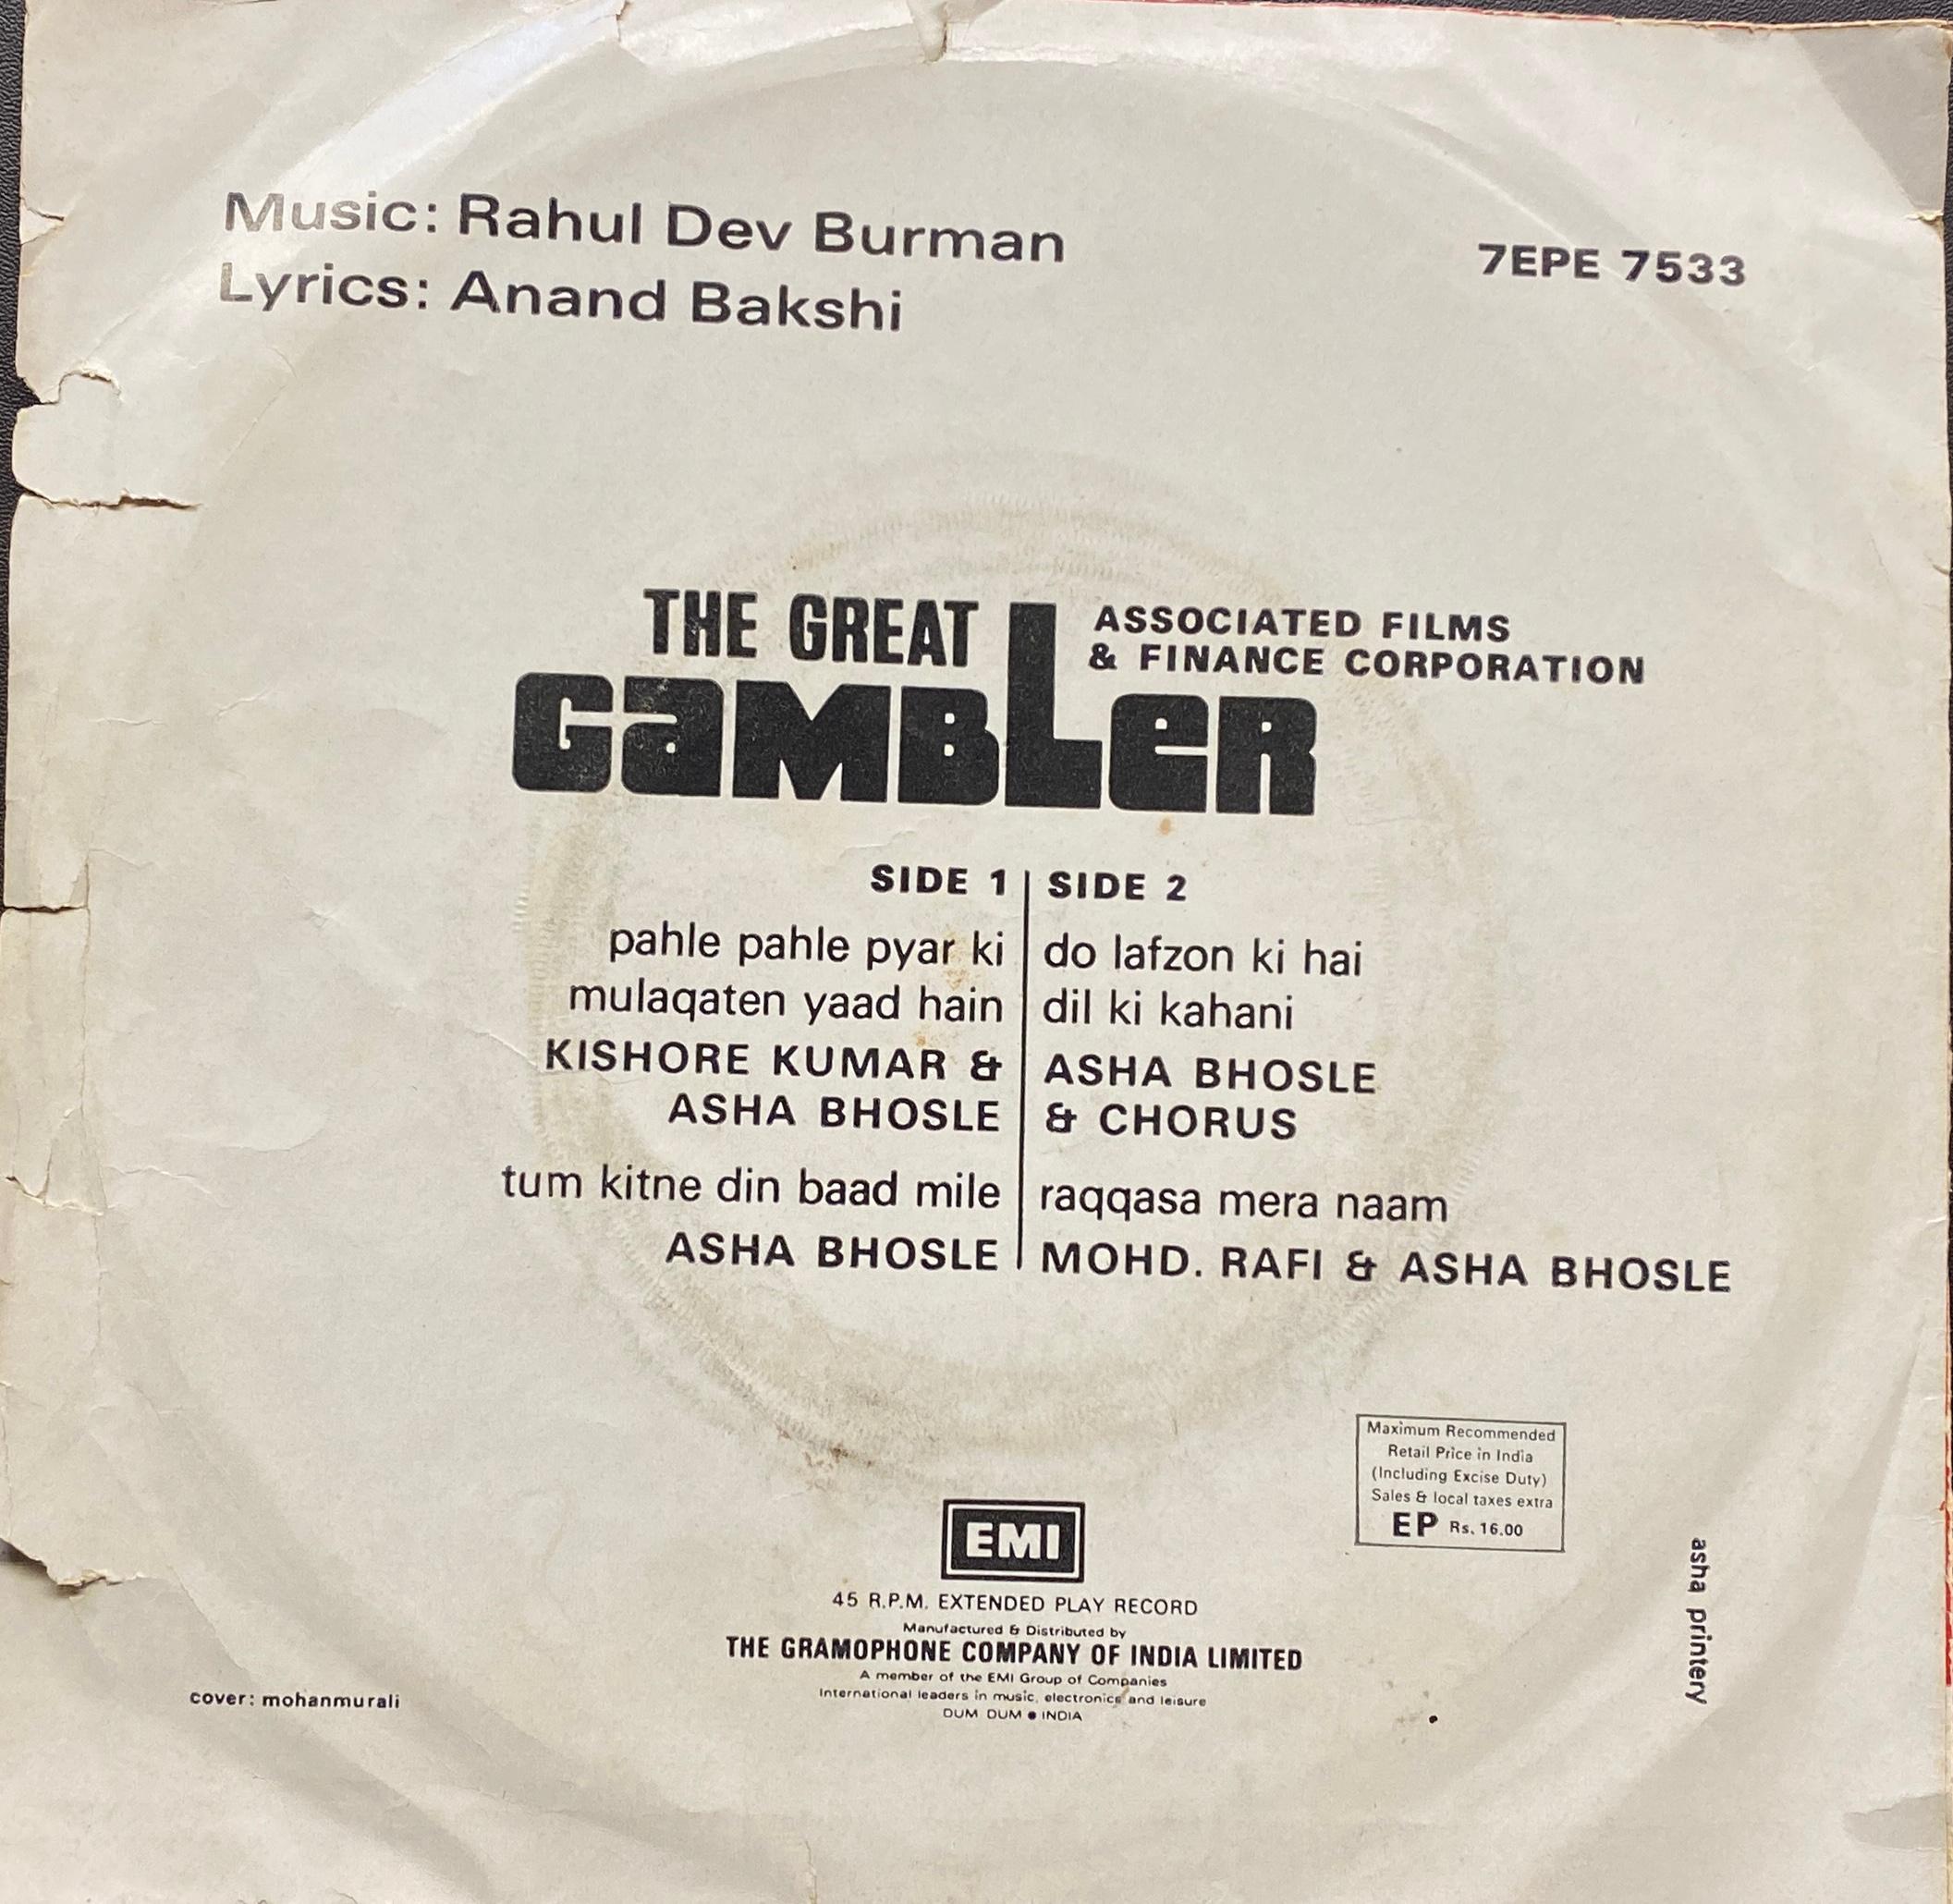 Music: Rahul Dev Burman
Lyrics: Anand Bakshi
7EPE 7533
THE GREAT
GaMBLeR
ASSOCIATED FILMS
& FINANCE CORPORATION
SIDE 1
pahle pahle pyar ki
mulaqaten yaad hain
KISHORE KUMAR &
ASHA BHOSLE
tum kitne din baad mile
ASHA BHOSLE
SIDE 2
do lafzon ki hai
dil ki kahani
ASHA BHOSLE
& CHORUS
raqqasa mera naam
MOHD. RAFI & ASHA BHOSLE
Maximum Recommended
Retail Price in India
(Including Excise Duty)
Sales & local taxes extra
EP Rs. 16.00
EMI
45 R.P.M. EXTENDED PLAY RECORD
Manufactured & Distributed by
THE GRAMOPHONE COMPANY OF INDIA LIMITED
A member of the EMI Group of Companies
International leaders in music, electronics and leisure
DUM DUM ● INDIA
cover: mohanmurali
asha printery